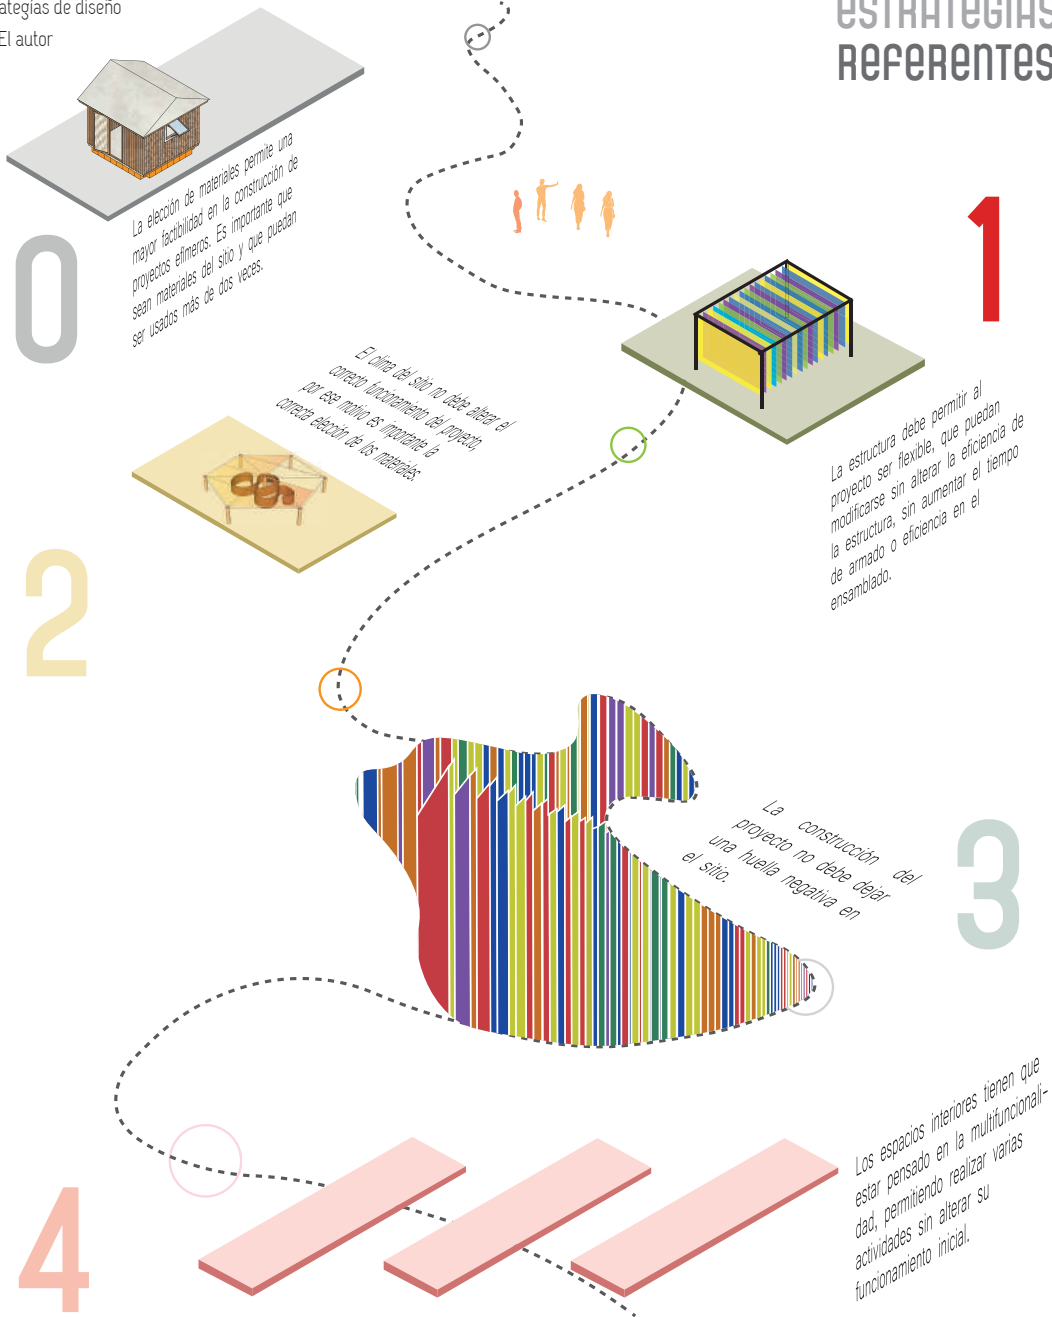 ategias de diseño
El autor
ESTRATEGIAS
REFERENTES
0
La elección de materiales permite una
mayor factibilidad en la construcción de
proyectos efímeros. Es importante que
sean materiales del sitio y que puedan
ser usados más de dos veces.
1
La estructura debe permitir al
proyecto ser flexible, que puedan
modificarse sin alterar la eficiencia de
la estructura, sin aumentar el tiempo
de armado o eficiencia en el
ensamblado.
El clima del sitio no debe alterar el
correcto funcionamiento del proyecto,
por ese motivo es importante la
correcta elección de los materiales.
2
La construcción del
proyecto no debe dejar
una huella negativa en
el sitio.
3
Los espacios interiores tienen que
estar pensado en la multifuncionali-
dad, permitiendo realizar varias
actividades sin alterar su
funcionamiento inicial.
4